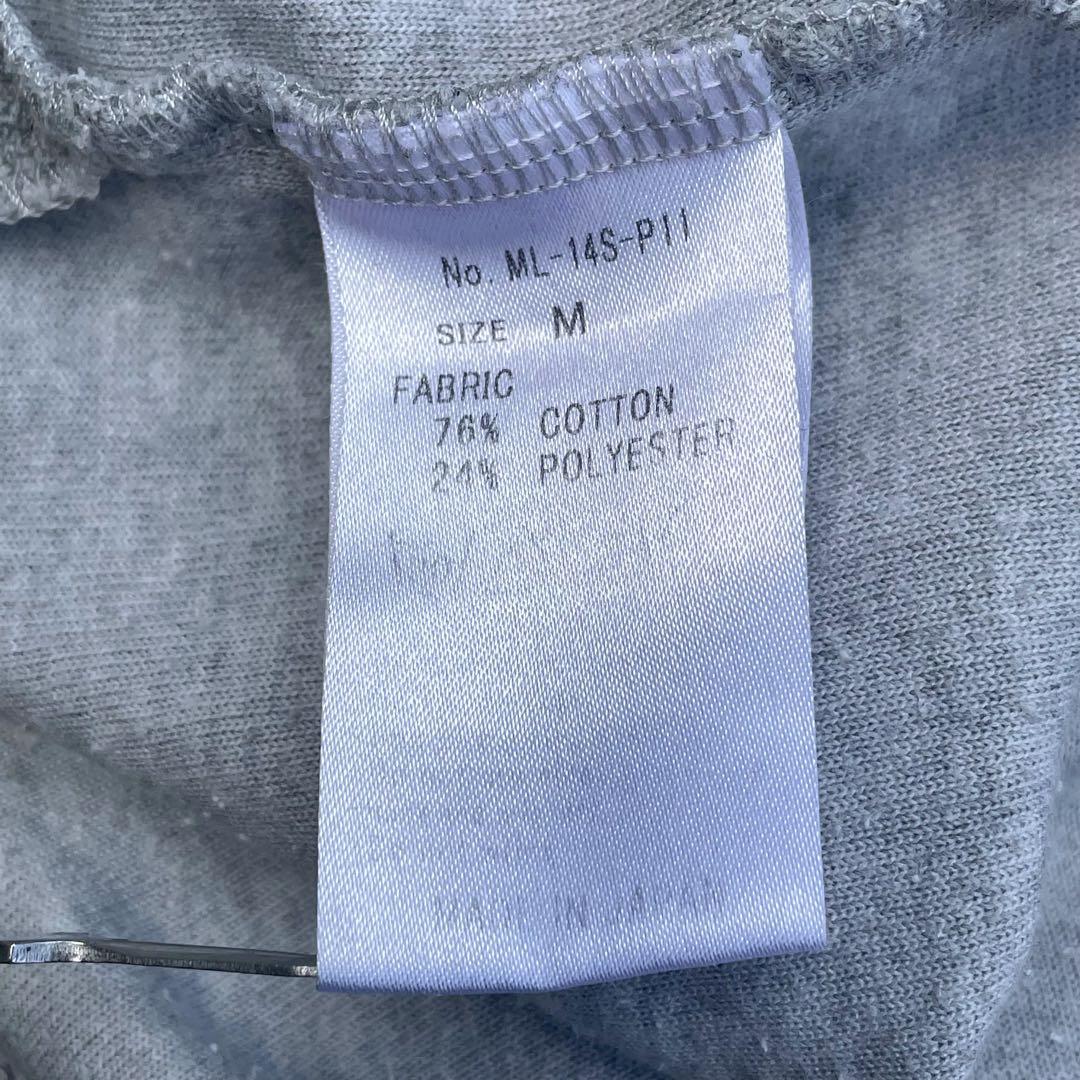 No. ML-14S-P11
SIZE M
FABRIC
76% COTTON
24% POLYESTER
MADE IN JAPAN